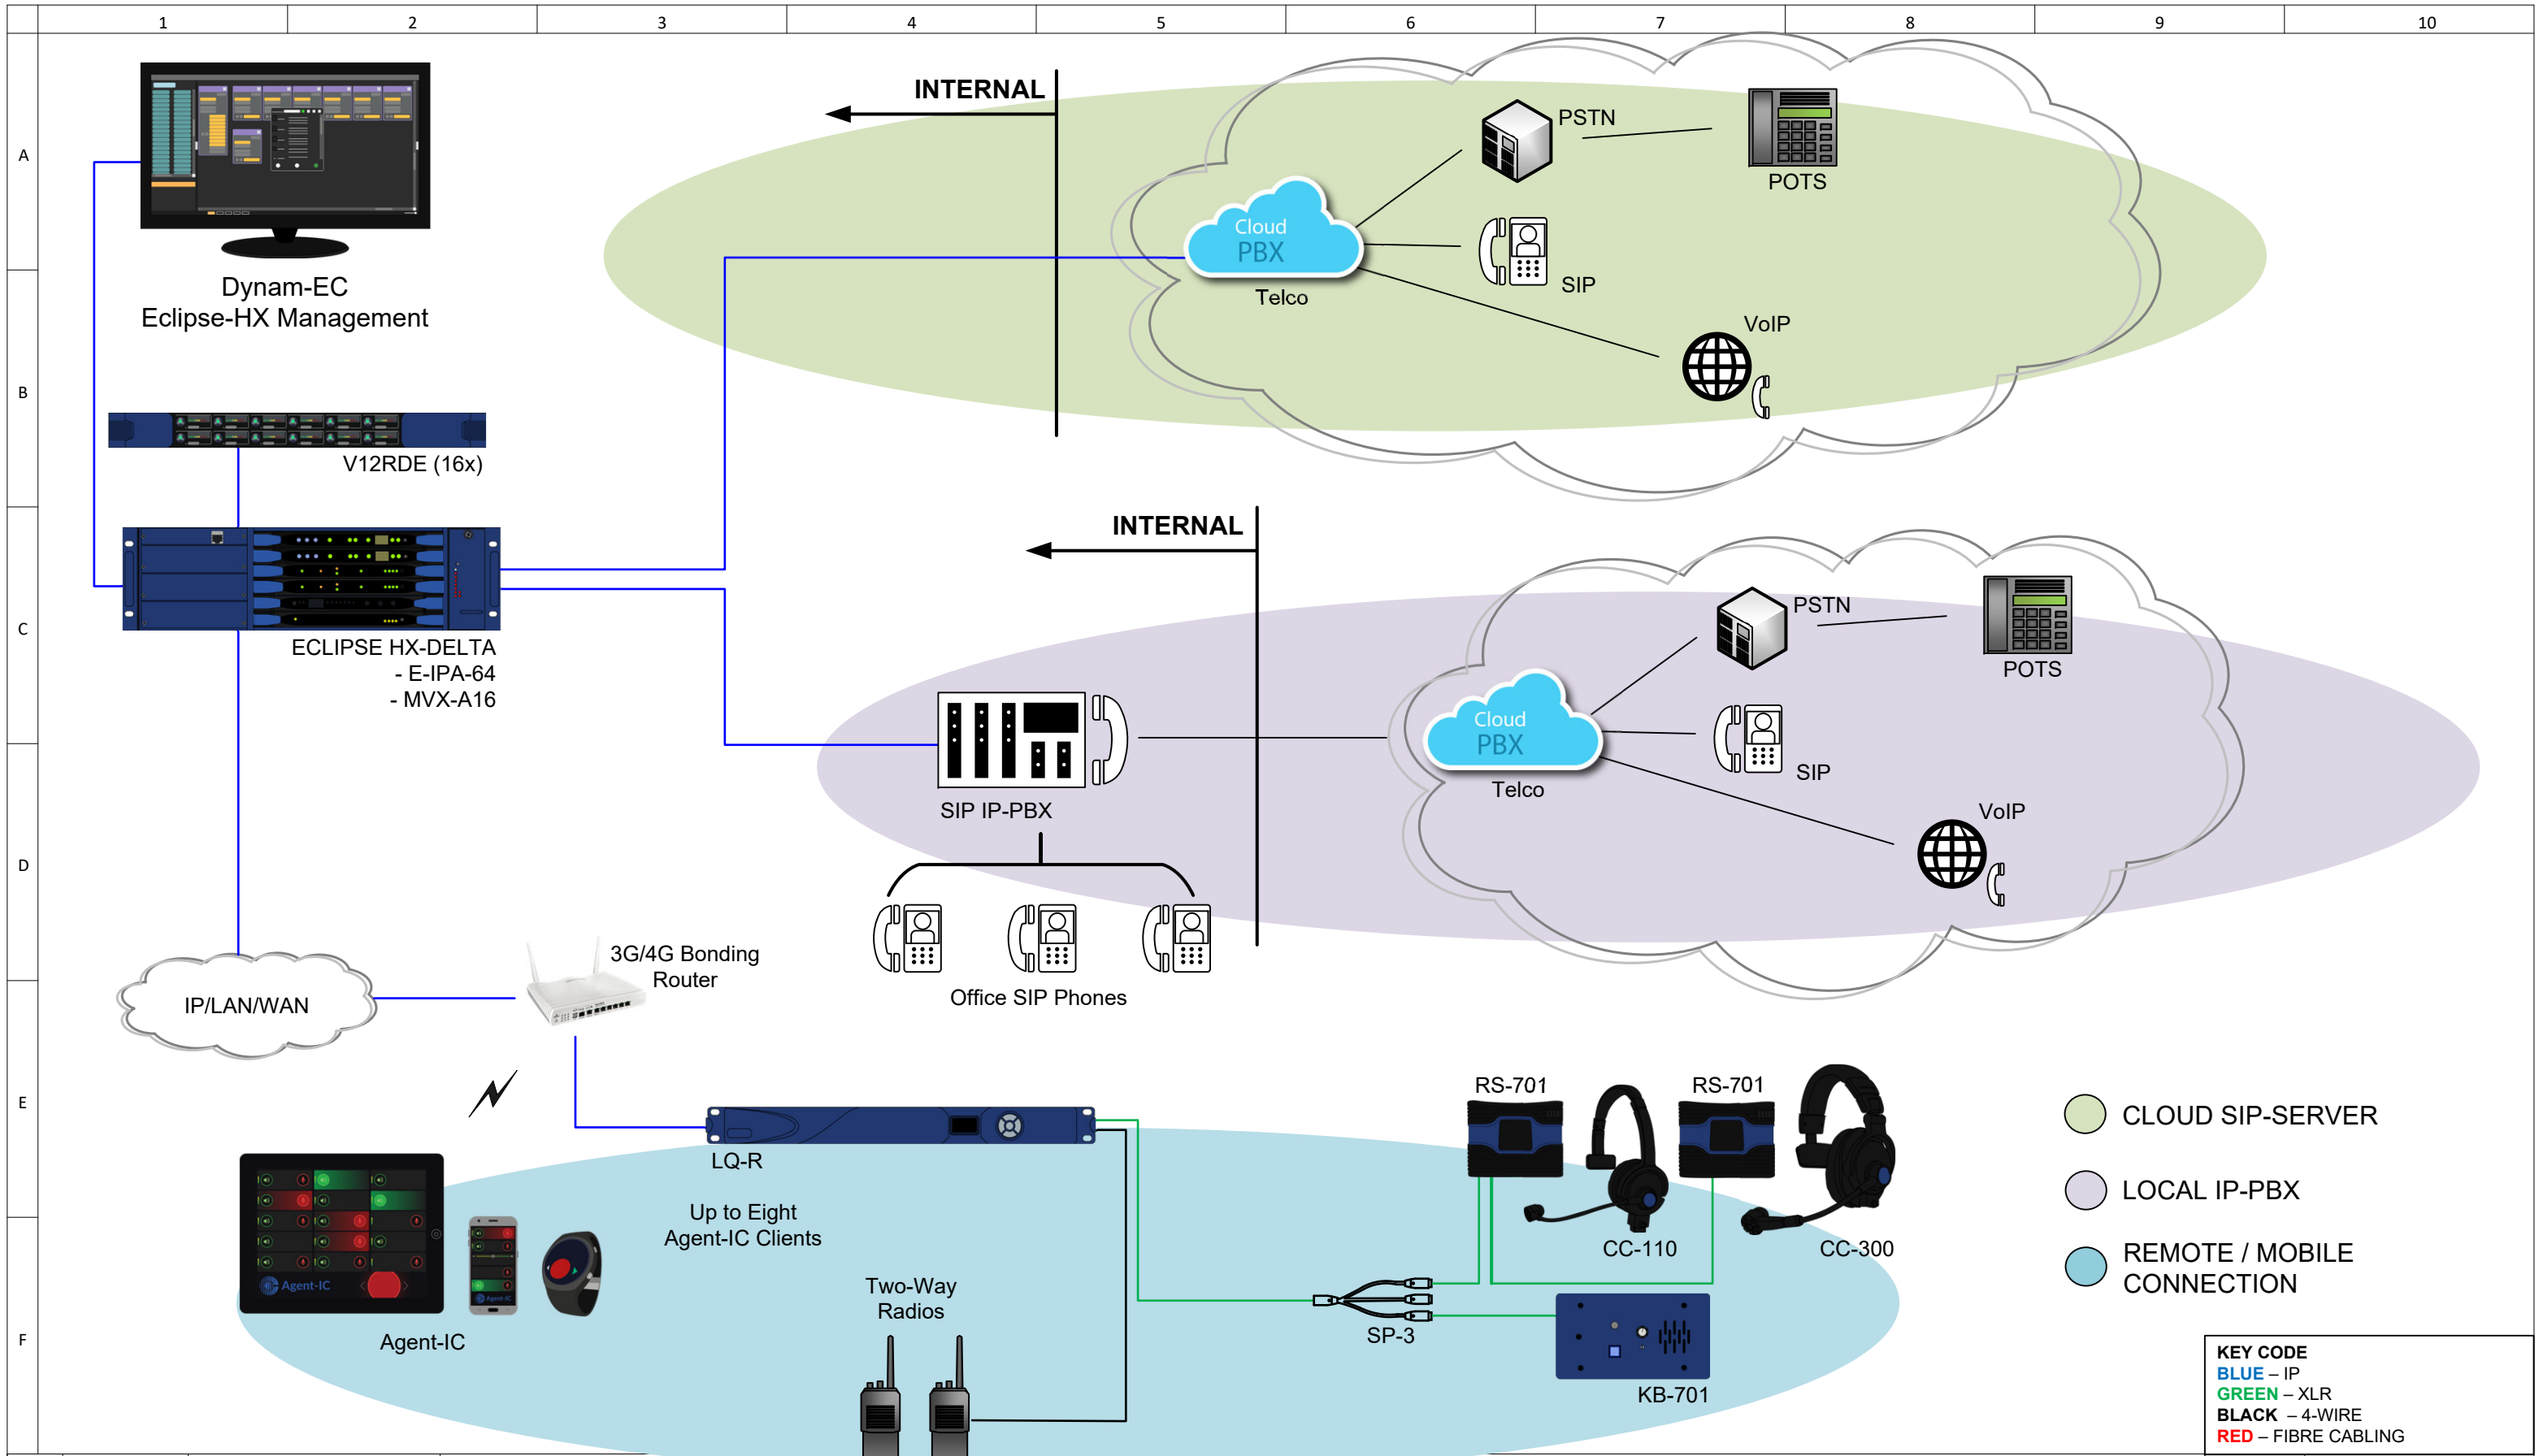 1 2 3 4 5 6 7 8 9 10
A
B
C
D
E
F
Dynam-EC
Eclipse-HX Management
V12RDE (16x)
ECLIPSE HX-DELTA
- E-IPA-64
- MVX-A16
INTERNAL
Cloud
PBX
Telco
PSTN
POTS
SIP
VoIP
INTERNAL
SIP IP-PBX
Office SIP Phones
Cloud
PBX
Telco
PSTN
POTS
SIP
VoIP
IP/LAN/WAN
3G/4G Bonding
Router
LQ-R
Up to Eight
Agent-IC Clients
Agent-IC
Agent-IC
Agent-IC
Two-Way
Radios
SP-3
RS-701
RS-701
CC-110
CC-300
KB-701
CLOUD SIP-SERVER
LOCAL IP-PBX
REMOTE / MOBILE
CONNECTION
KEY CODE
BLUE – IP
GREEN – XLR
BLACK – 4-WIRE
RED – FIBRE CABLING